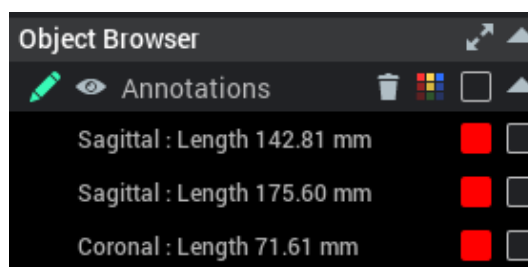 Object Browser
Annotations
Sagittal : Length 142.81 mm
Sagittal : Length 175.60 mm
Coronal : Length 71.61 mm